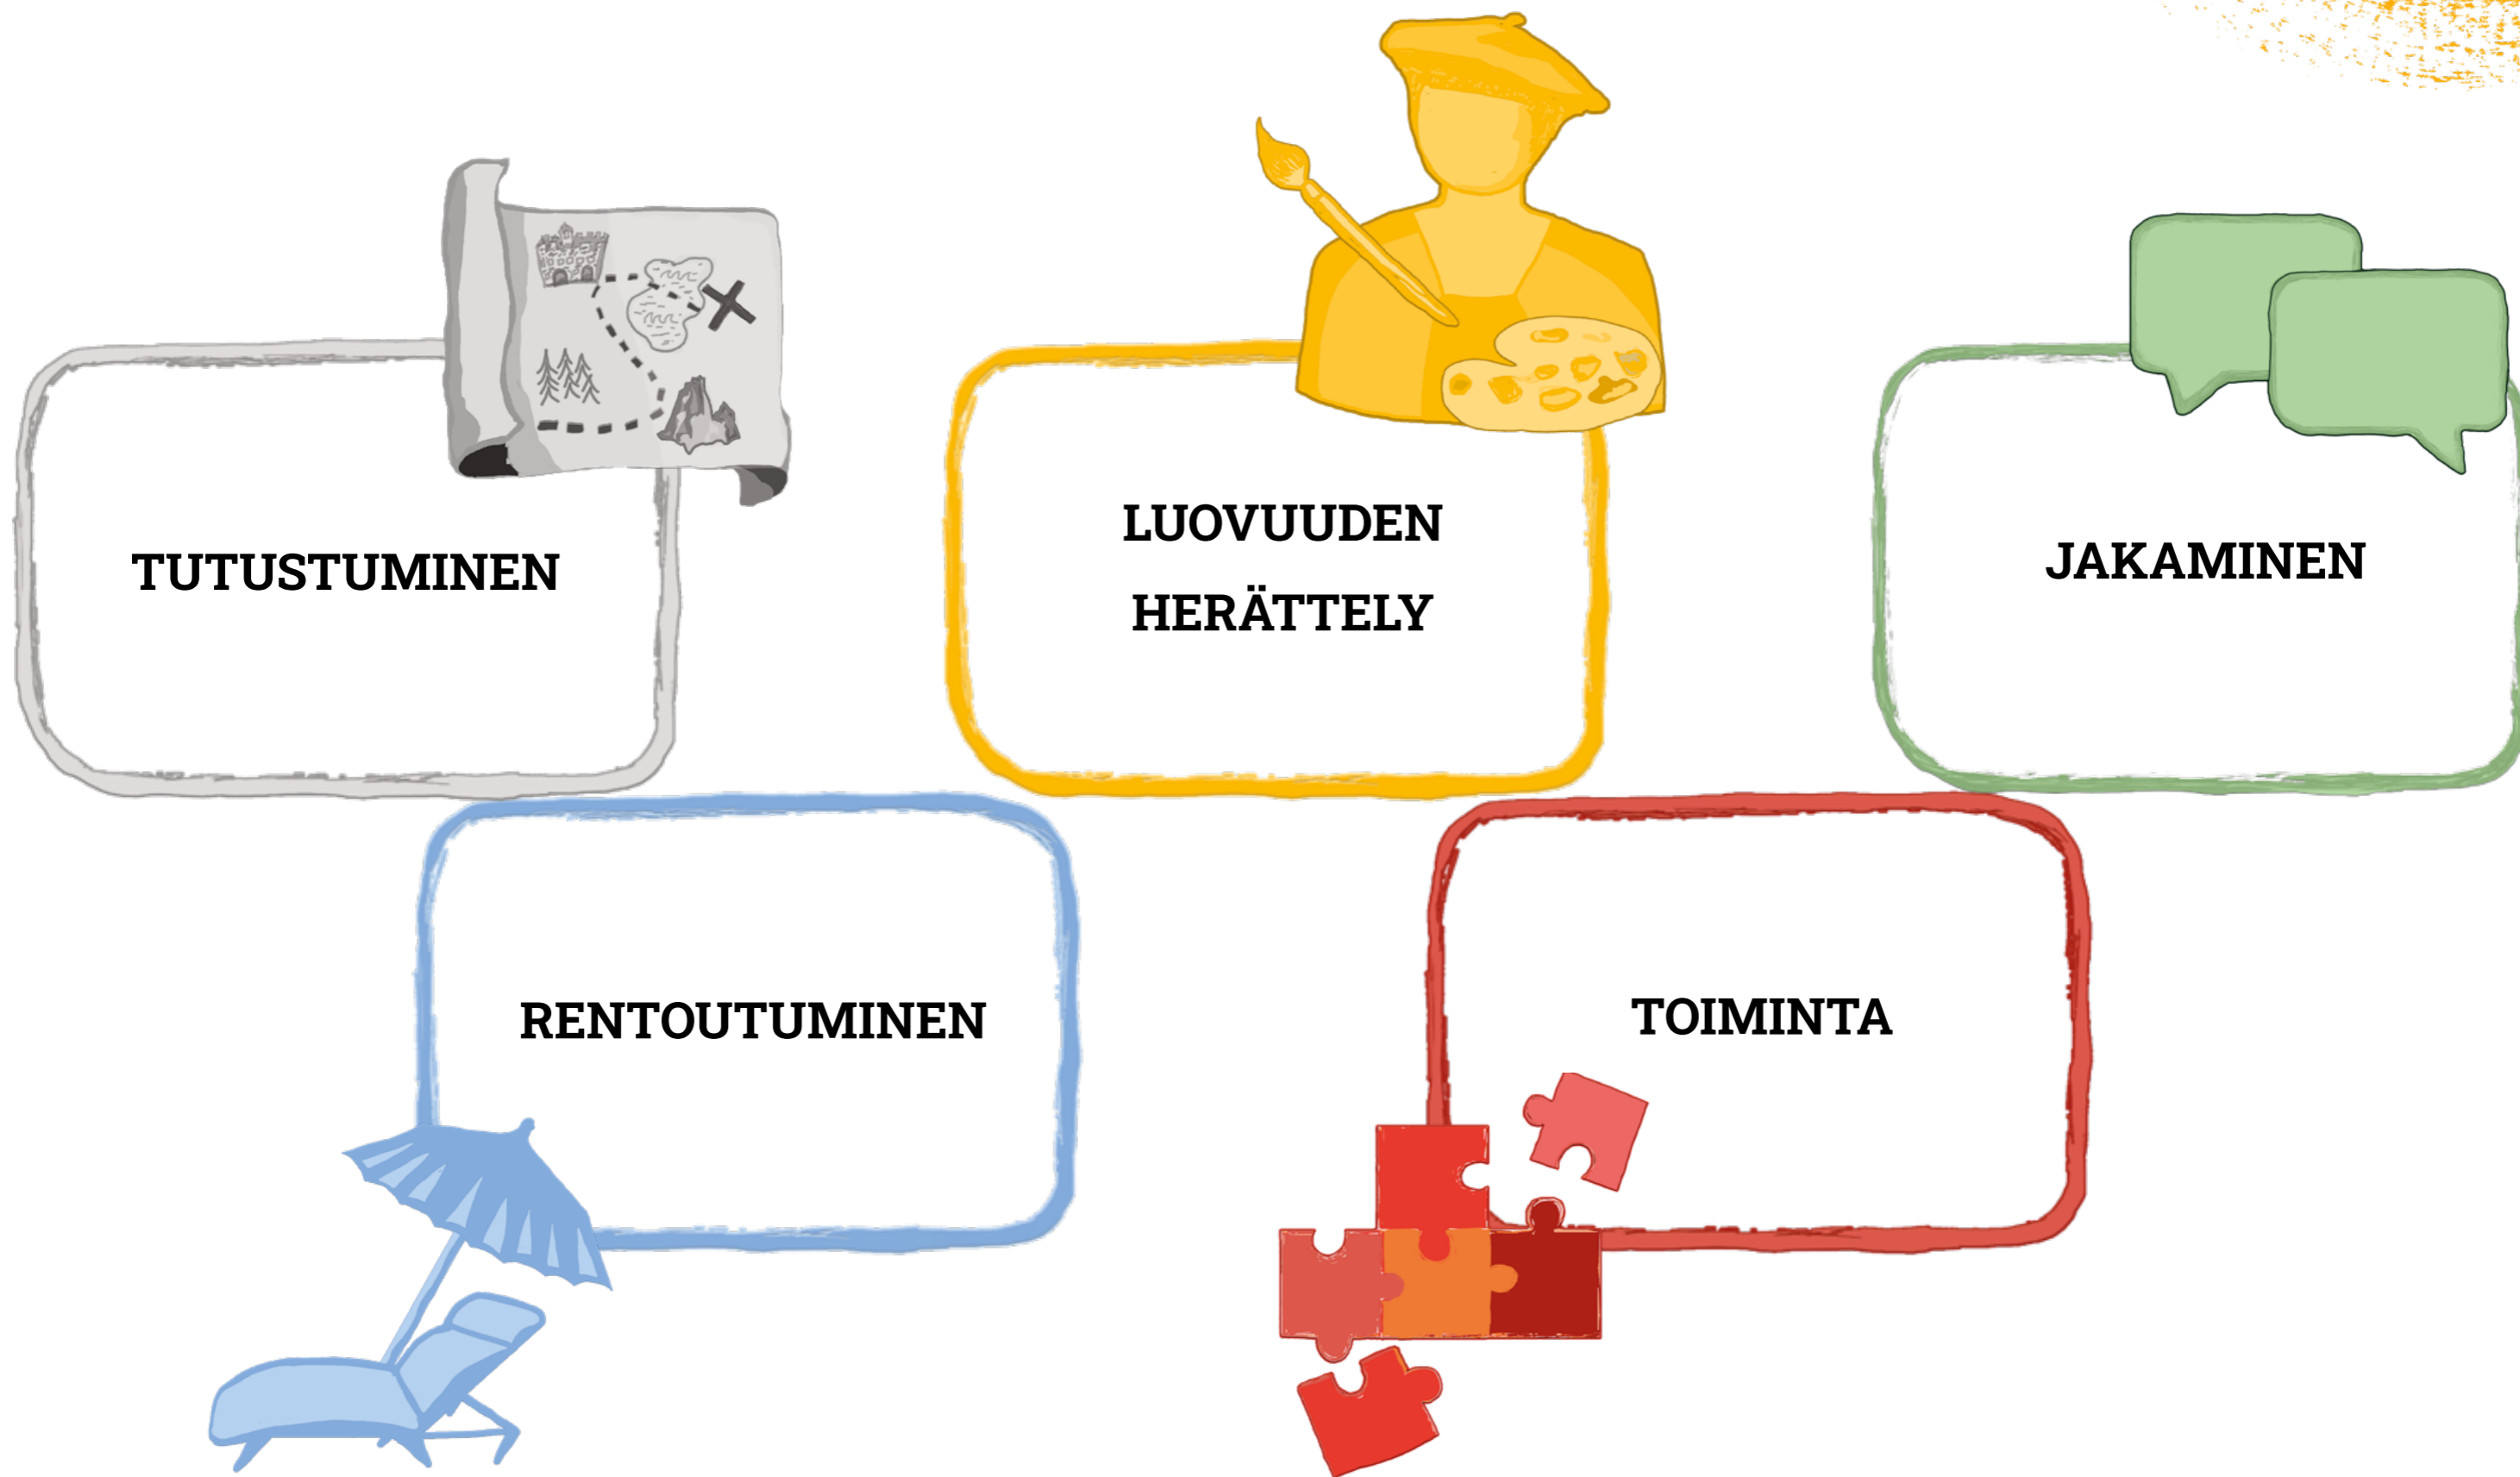 TUTUSTUMINEN
RENTOUTUMINEN
LUOVUUDEN
HERÄTTELY
TOIMINTA
JAKAMINEN